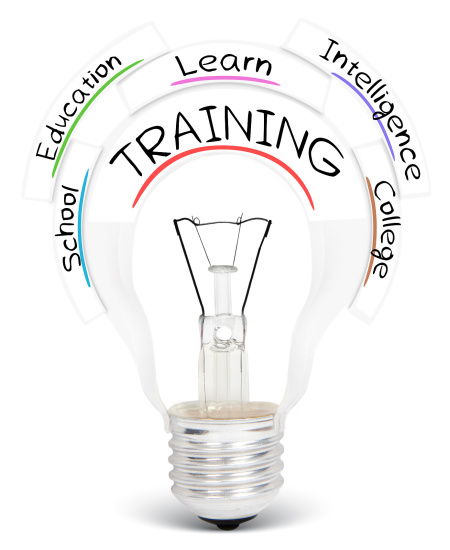 Education
Learn
Intelligence
TRAINING
School
College